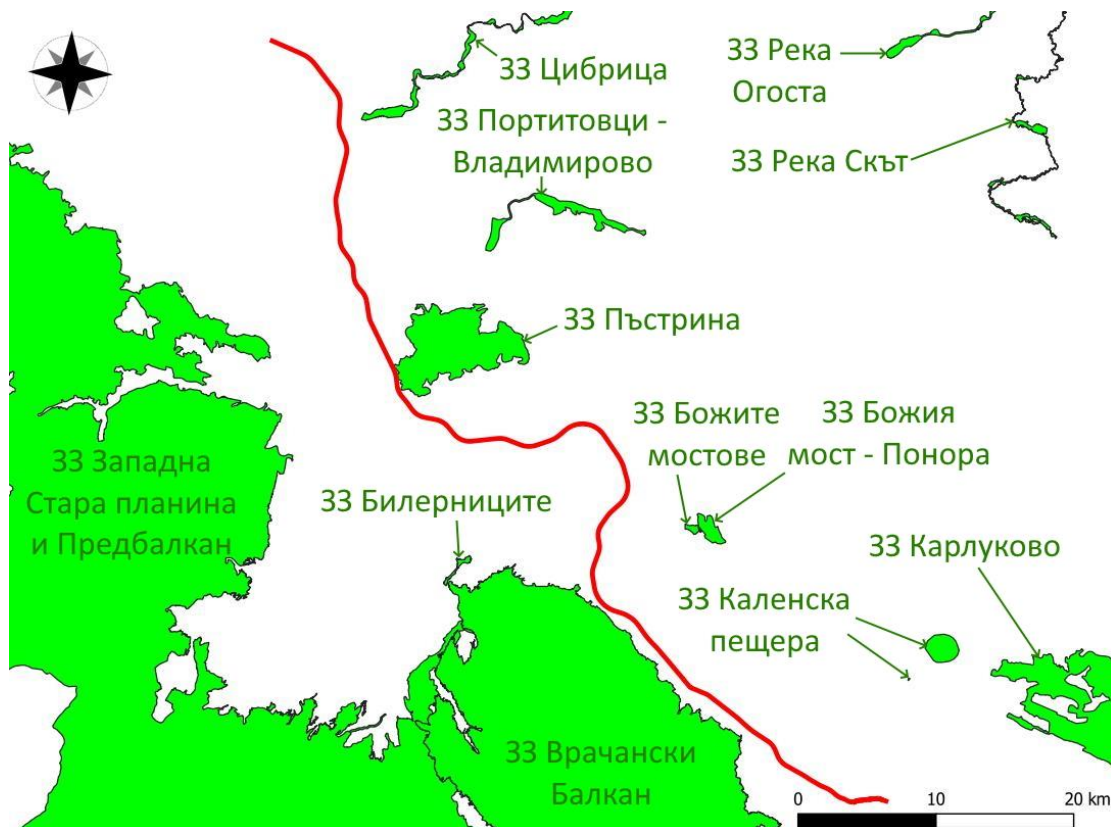 ЗЗ Цибрица
ЗЗ Река
Огоста
ЗЗ Портитовци -
Владимирово
ЗЗ Река Скът
ЗЗ Пъстрина
ЗЗ Божите
мостове
ЗЗ Божия
мост - Понора
ЗЗ Западна
Стара планина
и Предбалкан
ЗЗ Билерниците
ЗЗ Карлуково
ЗЗ Каленска
пещера
ЗЗ Врачански
Балкан
0 10 20 km